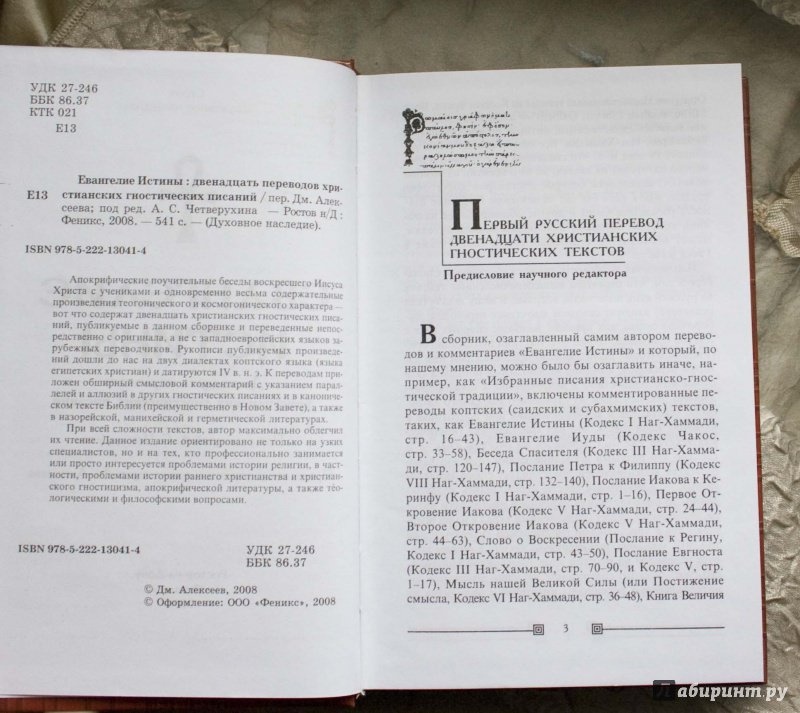 УДК 27-246
ББК 86.37
КТК 021
Е13
Евангелие Истины : двенадцать переводов хри-
Е13 стианских гностических писаний / пер. Дм. Алек-
сеева; под ред. А. С. Четверухина — Ростов н/Д :
Феникс, 2008. — 541 с. — (Духовное наследие).
ISBN 978-5-222-13041-4
Апокрифические поучительные беседы воскресшего Иисуса
Христа с учениками и одновременно весьма содержательные
произведения теогонического и космогонического характера —
вот что содержат двенадцать христианских гностических писа-
ний, публикуемые в данном сборнике и переведенные непос-
редственно с оригинала, а не с западноевропейских языков за-
рубежных переводчиков. Рукописи публикуемых произведе-
ний дошли до нас на двух диалектах коптского языка (языка
египетских христиан) и датируются IV в. н. э. К переводам при-
ложен обширный смысловой комментарий с указанием парал-
лелей и аллюзий в других гностических писаниях и в канониче-
ском тексте Библии (преимущественно в Новом Завете), а также
в назорейской, манихейской и герметической литературах.
При всей сложности текстов, автор максимально облегчил
их чтение. Данное издание ориентировано не только на узких
специалистов, но и на тех, кто профессионально занимается
или просто интересуется проблемами истории религии, в час-
тности, проблемами истории раннего христианства и христиан-
ского гностицизма, апокрифической литературы, а также тео-
логическими и философскими вопросами.
ISBN 978-5-222-13041-4
УДК 27-246
ББК 86.37
© Дм. Алексеев, 2008
© Оформление: ООО «Феникс», 2008
Первый русский перевод
двенадцати христианских
гностических текстов
Предисловие научного редактора
В сборник, озаглавленный самим автором перево-
дов и комментариев «Евангелие Истины» и который, по
нашему мнению, можно было бы озаглавить иначе, на-
пример, как «Избранные писания христианско-гнос-
тической традиции», включены комментированные пе-
реводы коптских (саидских и субахмимских) текстов,
таких, как Евангелие Истины (Кодекс I Наг-Хаммади,
стр. 16–43), Евангелие Иуды (Кодекс Чакос,
стр. 33–58), Беседа Спасителя (Кодекс III Наг-Хамма-
ди, стр. 120–147), Послание Петра к Филиппу (Кодекс
VIII Наг-Хаммади, стр. 132–140), Послание Иакова к Ке-
ринфу (Кодекс I Наг-Хаммади, стр. 1–16), Первое От-
кровение Иакова (Кодекс V Наг-Хаммади, стр. 24–44),
Второе Откровение Иакова (Кодекс V Наг-Хаммади,
стр. 44–63), Слово о Воскресении (Послание к Регину,
Кодекс I Наг-Хаммади, стр. 43–50), Послание Евгноста
(Кодекс III Наг-Хаммади, стр. 70–90, и Кодекс V, стр.
1–17), Мысль нашей Великой Силы (или Постижение
смысла, Кодекс VI Наг-Хаммади, стр. 36–48), Книга Величия
3
Лабиринт.ру